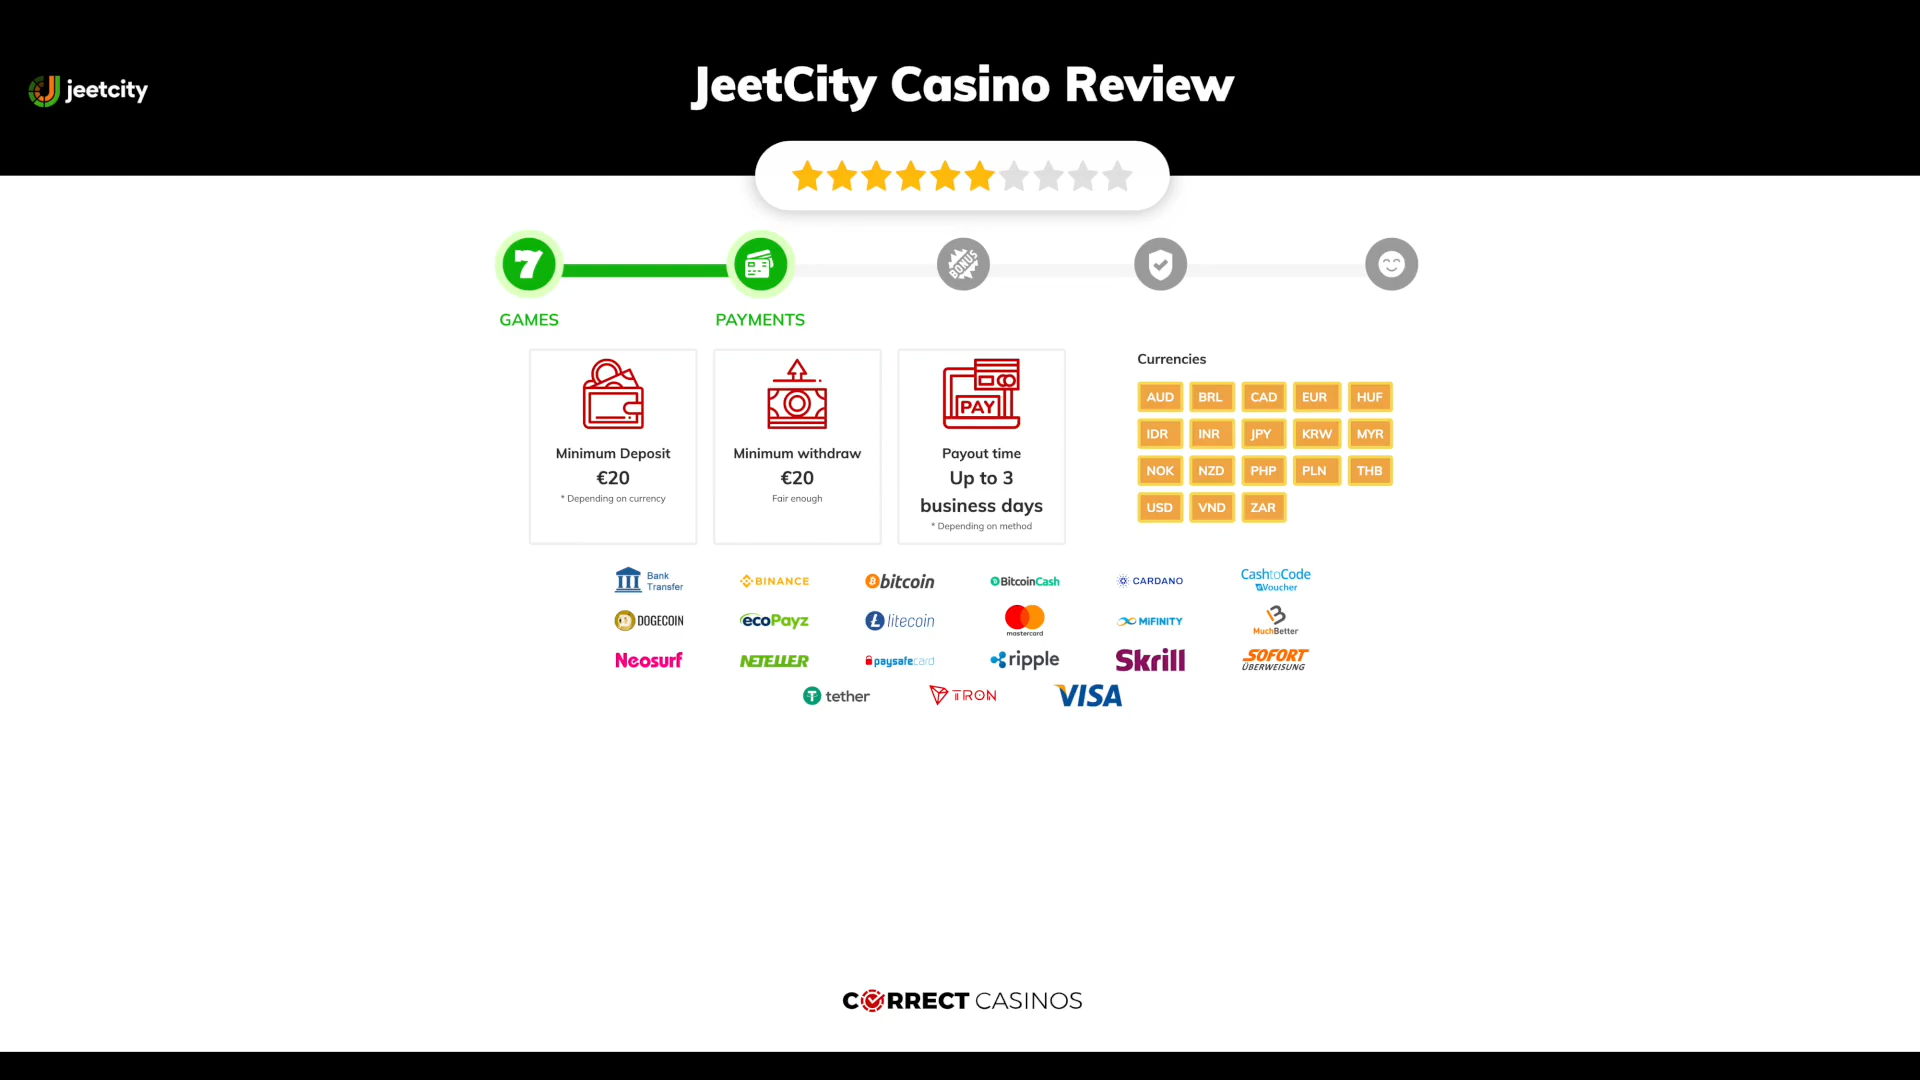 jeetcity
JeetCity Casino Review
7
BONUS
GAMES
PAYMENTS
PAY
Minimum Deposit
€20
* Depending on currency
Minimum withdraw
€20
Fair enough
Payout time
Up to 3
business days
* Depending on method
Currencies
AUD BRL CAD EUR HUF
IDR INR JPY KRW MYR
NOK NZD PHP PLN THB
USD VND ZAR
Bank
Transfer
BINANCE
bitcoin
BitcoinCash
CARDANO
CashtoCode
eVoucher
DOGECOIN
ecoPayz
litecoin
mastercard
MIFINITY
MuchBetter
Neosurf
NETELLER
paysafecard
ripple
Skrill
SOFORT
ÜBERWEISUNG
tether
TRON
VISA
CORRECT CASINOS